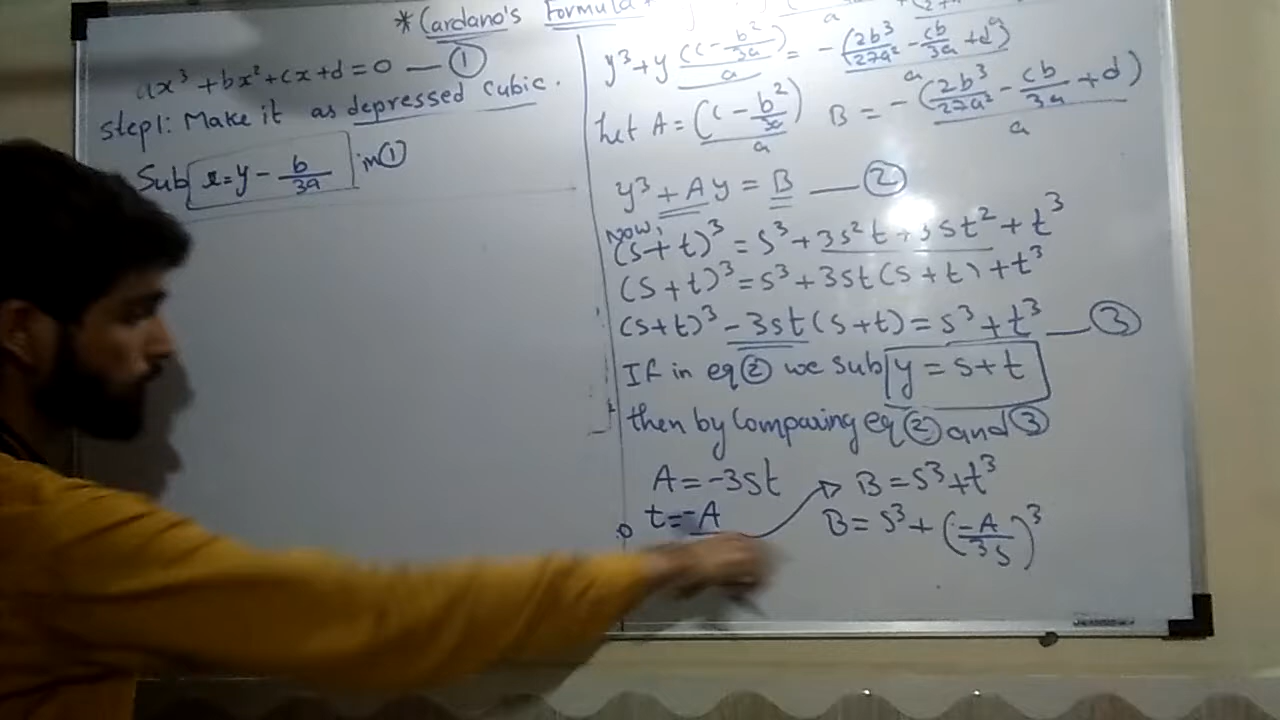 *Cardano's Formula*
ax³ + bx² + cx + d = 0 — ①
step1: Make it as depressed cubic.
Sub x = y - b/3a in ①
y³ + y (c - b²/3a)/a = -(2b³/27a² - cb/3a + d)/a
Let A = (c - b²/3a)/a B = -(2b³/27a² - cb/3a + d)/a
y³ + Ay = B — ②
Now,
(s+t)³ = s³ + 3s²t + 3st² + t³
(s+t)³ = s³ + 3st(s+t) + t³
(s+t)³ - 3st(s+t) = s³ + t³ — ③
If in eq ② we sub y = s+t
then by comparing eq ② and ③
A = -3st B = s³ + t³
t = -A
B = s³ + (-A/3s)³